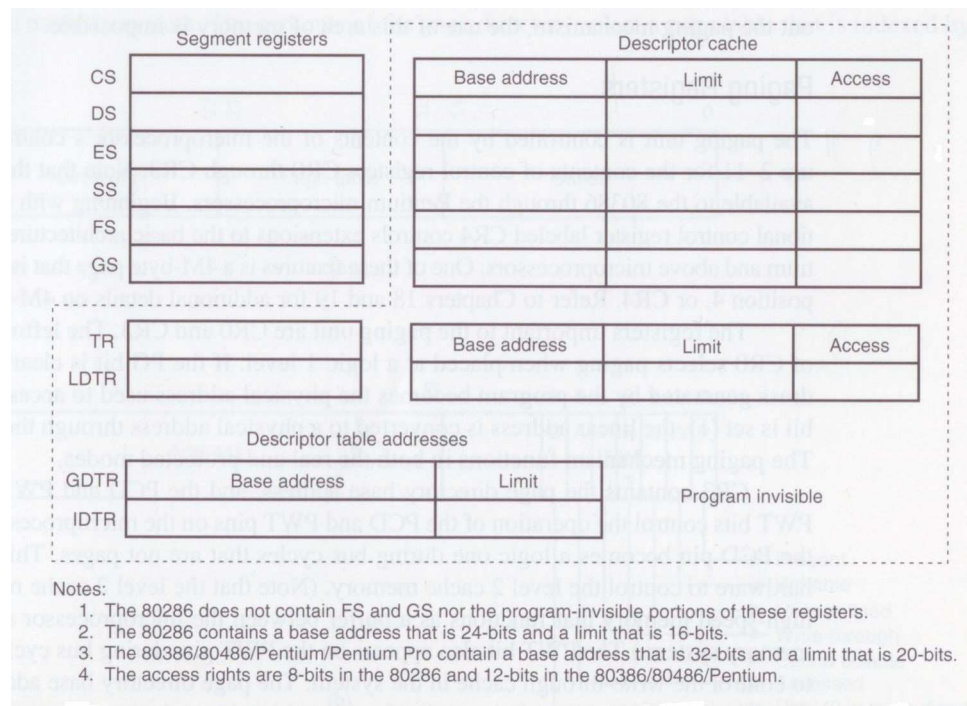 Segment registers
Descriptor cache
CS
Base address Limit Access
DS
ES
SS
FS
GS
TR
Base address Limit Access
LDTR
Descriptor table addresses
GDTR
Base address Limit
Program invisible
IDTR
Notes:
1. The 80286 does not contain FS and GS nor the program-invisible portions of these registers.
2. The 80286 contains a base address that is 24-bits and a limit that is 16-bits.
3. The 80386/80486/Pentium/Pentium Pro contain a base address that is 32-bits and a limit that is 20-bits.
4. The access rights are 8-bits in the 80286 and 12-bits in the 80386/80486/Pentium.